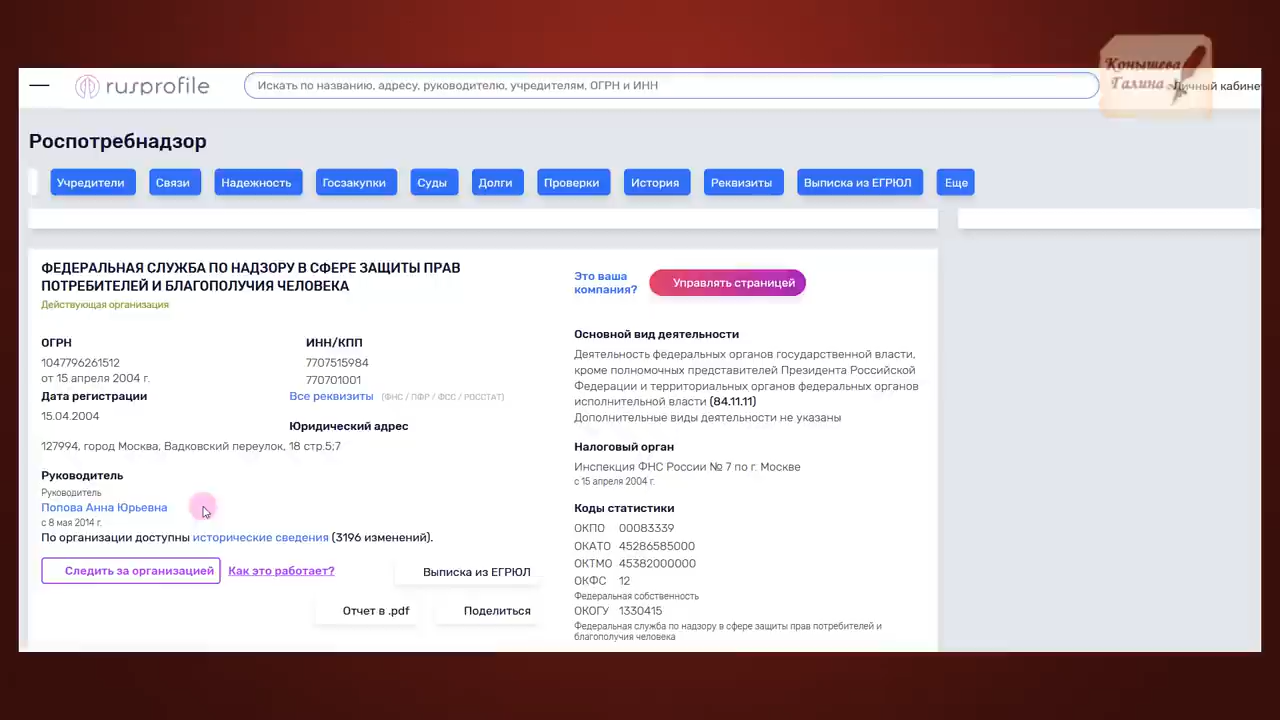 rusprofile
Искать по названию, адресу, руководителю, учредителям, ОГРН и ИНН
Конышева
Галина
Личный кабине
Роспотребнадзор
Учредители Связи Надежность Госзакупки Суды Долги Проверки История Реквизиты Выписка из ЕГРЮЛ Еще
ФЕДЕРАЛЬНАЯ СЛУЖБА ПО НАДЗОРУ В СФЕРЕ ЗАЩИТЫ ПРАВ
ПОТРЕБИТЕЛЕЙ И БЛАГОПОЛУЧИЯ ЧЕЛОВЕКА
Действующая организация
ОГРН
1047796261512
от 15 апреля 2004 г.
Дата регистрации
15.04.2004
ИНН/КПП
7707515984
770701001
Все реквизиты (ФНС / ПФР / ФСС / РОССТАТ)
Юридический адрес
127994, город Москва, Вадковский переулок, 18 стр.5;7
Руководитель
Руководитель
Попова Анна Юрьевна
с 8 мая 2014 г.
По организации доступны исторические сведения (3196 изменений).
Следить за организацией Как это работает? Выписка из ЕГРЮЛ
Отчет в .pdf Поделиться
Это ваша
компания?
Управлять страницей
Основной вид деятельности
Деятельность федеральных органов государственной власти,
кроме полномочных представителей Президента Российской
Федерации и территориальных органов федеральных органов
исполнительной власти (84.11.11)
Дополнительные виды деятельности не указаны
Налоговый орган
Инспекция ФНС России № 7 по г. Москве
с 15 апреля 2004 г.
Коды статистики
ОКПО 00083339
ОКАТО 45286585000
ОКТМО 45382000000
ОКФС 12
Федеральная собственность
ОКОГУ 1330415
Федеральная служба по надзору в сфере защиты прав потребителей и
благополучия человека